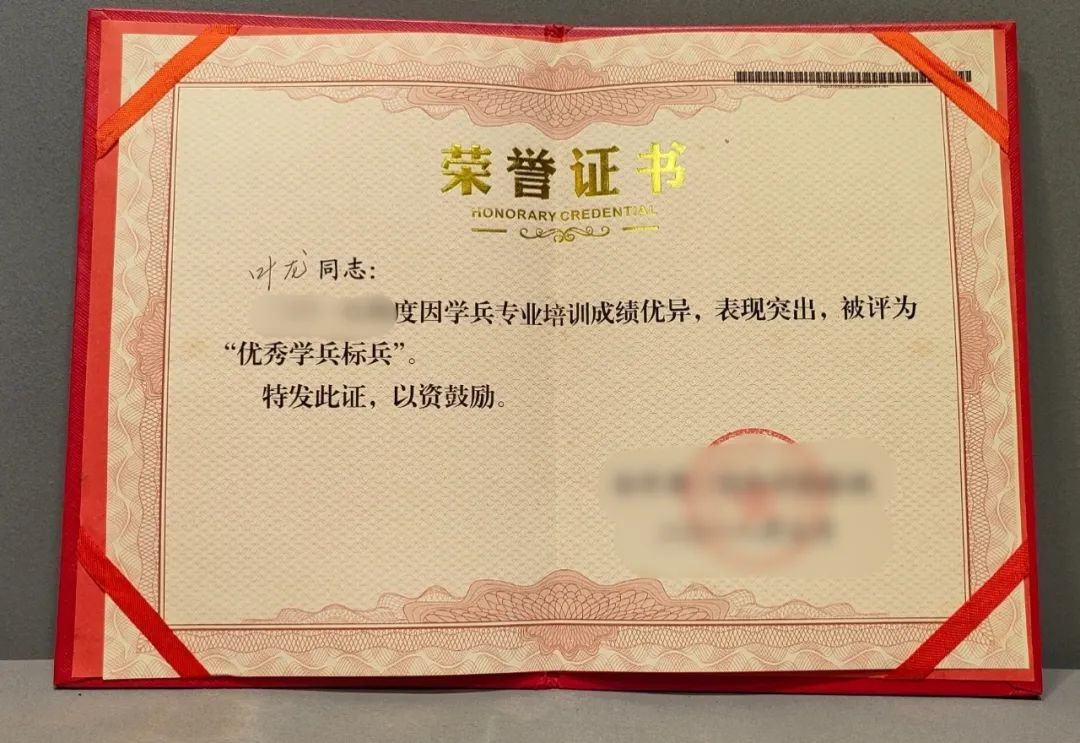 荣誉证书
HONORARY CREDENTIAL
叶龙同志：
度因学兵专业培训成绩优异，表现突出，被评为
“优秀学兵标兵”。
特发此证，以资鼓励。